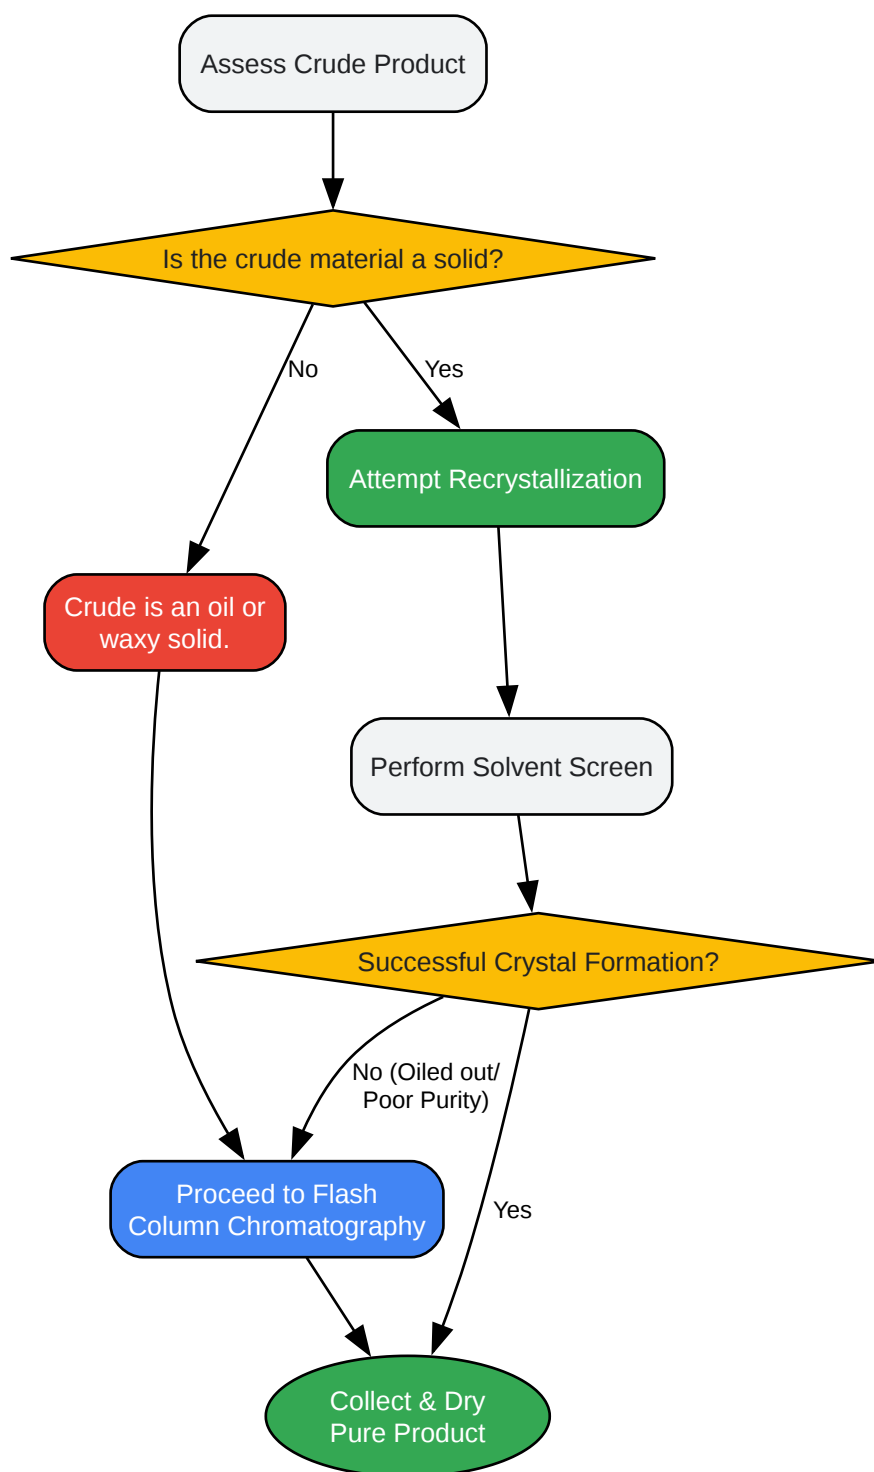 Assess Crude Product
Is the crude material a solid?
No
Yes
Attempt Recrystallization
Crude is an oil or
waxy solid.
Perform Solvent Screen
Successful Crystal Formation?
No (Oiled out/
Poor Purity)
Proceed to Flash
Column Chromatography
Yes
Collect & Dry
Pure Product